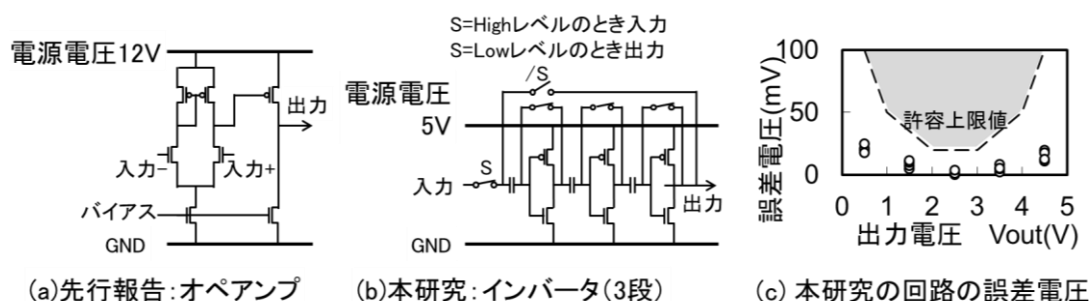 電源電圧12V
出力
入力−
入力+
バイアス
GND
(a)先行報告:オペアンプ
S=Highレベルのとき入力
S=Lowレベルのとき出力
/S
電源電圧
5V
S
入力
出力
GND
(b)本研究:インバータ(3段)
誤差電圧(mV)
100
50
0
許容上限値
0 1 2 3 4 5
出力電圧 Vout(V)
(c) 本研究の回路の誤差電圧